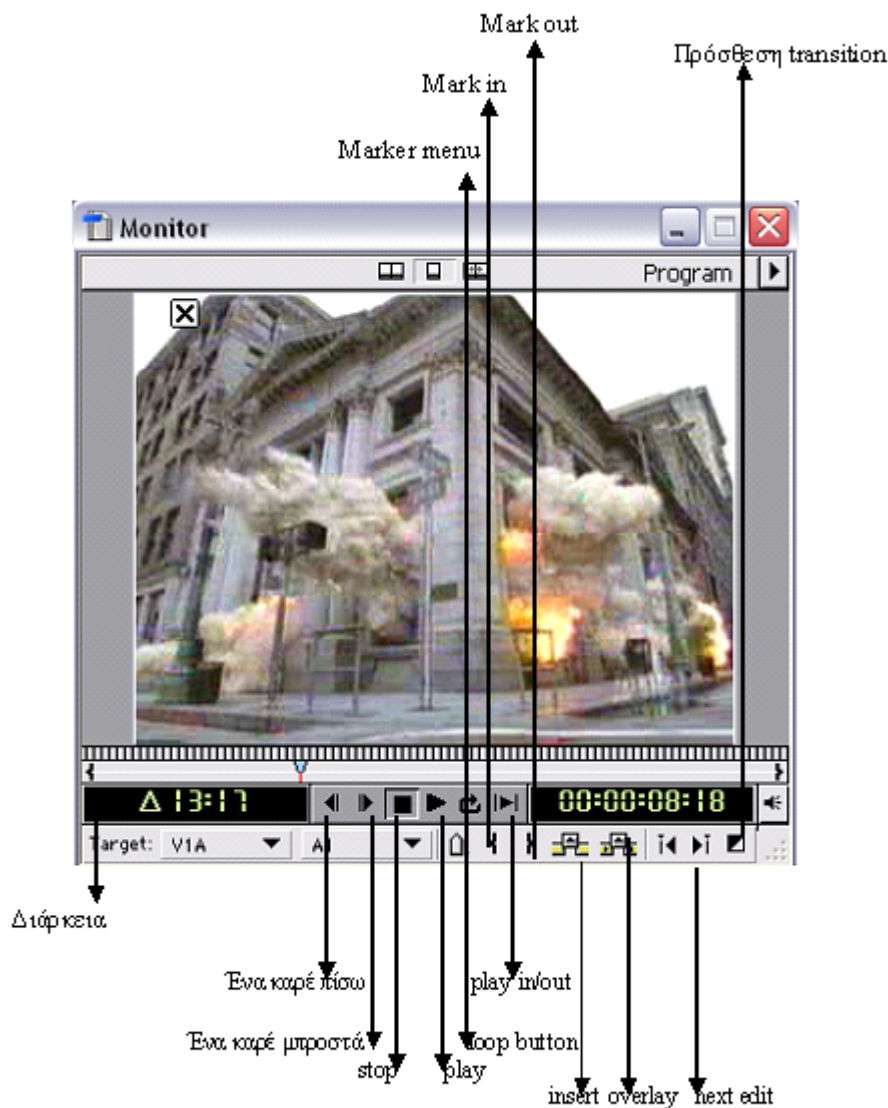 Mark out
Πρόσθεση transition
Mark in
Marker menu
Monitor
Program
Δ 13:17
00:00:08:18
Target: V1A A1
Διάρκεια
Ένα καρέ πίσω
play in/out
Ένα καρέ μπροστά
loop button
stop
play
insert overlay next edit